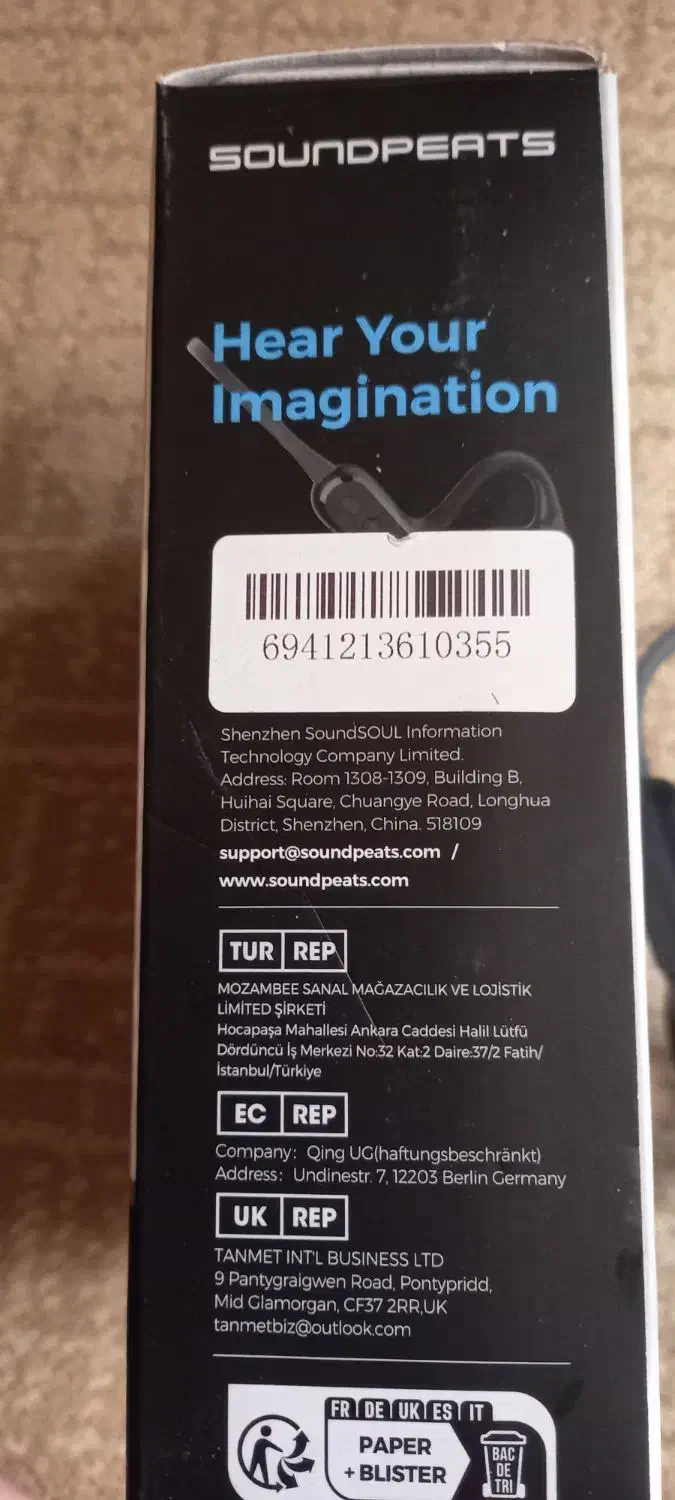 SOUNDPEATS
Hear Your
Imagination
6941213610355
Shenzhen SoundSOUL Information
Technology Company Limited.
Address: Room 1308-1309, Building B,
Huihai Square, Chuangye Road, Longhua
District, Shenzhen, China. 518109
support@soundpeats.com /
www.soundpeats.com
TUR REP
MOZAMBEE SANAL MAĞAZACILIK VE LOJİSTİK
LİMİTED ŞİRKETİ
Hocapaşa Mahallesi Ankara Caddesi Halil Lütfü
Dördüncü İş Merkezi No:32 Kat:2 Daire:37/2 Fatih/
İstanbul/Türkiye
EC REP
Company: Qing UG(haftungsbeschränkt)
Address: Undinestr. 7, 12203 Berlin Germany
UK REP
TANMET INT'L BUSINESS LTD
9 Pantygraigwen Road, Pontypridd,
Mid Glamorgan, CF37 2RR,UK
tanmetbiz@outlook.com
FR DE UK ES IT
PAPER
+ BLISTER
BAC
DE
TRI